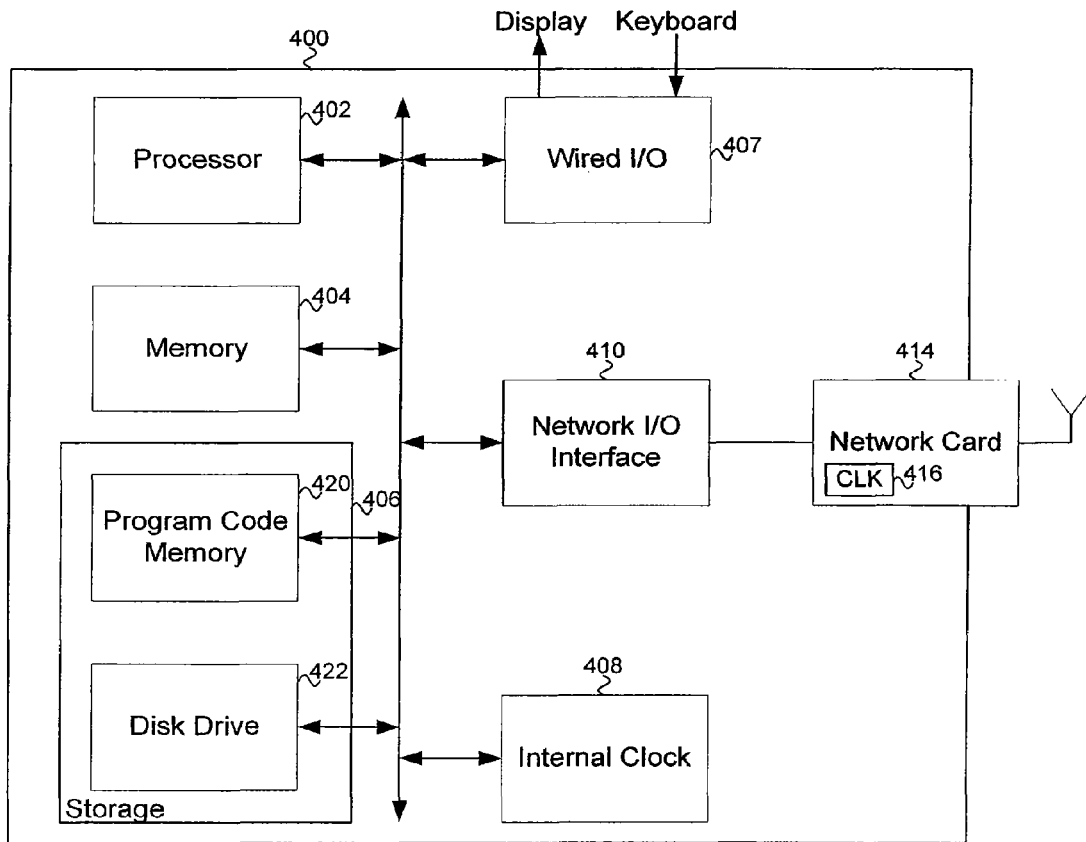 Display Keyboard
400
402
Processor
Wired I/O
407
404
Memory
410
414
Network I/O
Interface
Network Card
CLK 416
420
406
Program Code
Memory
422
Disk Drive
408
Internal Clock
Storage